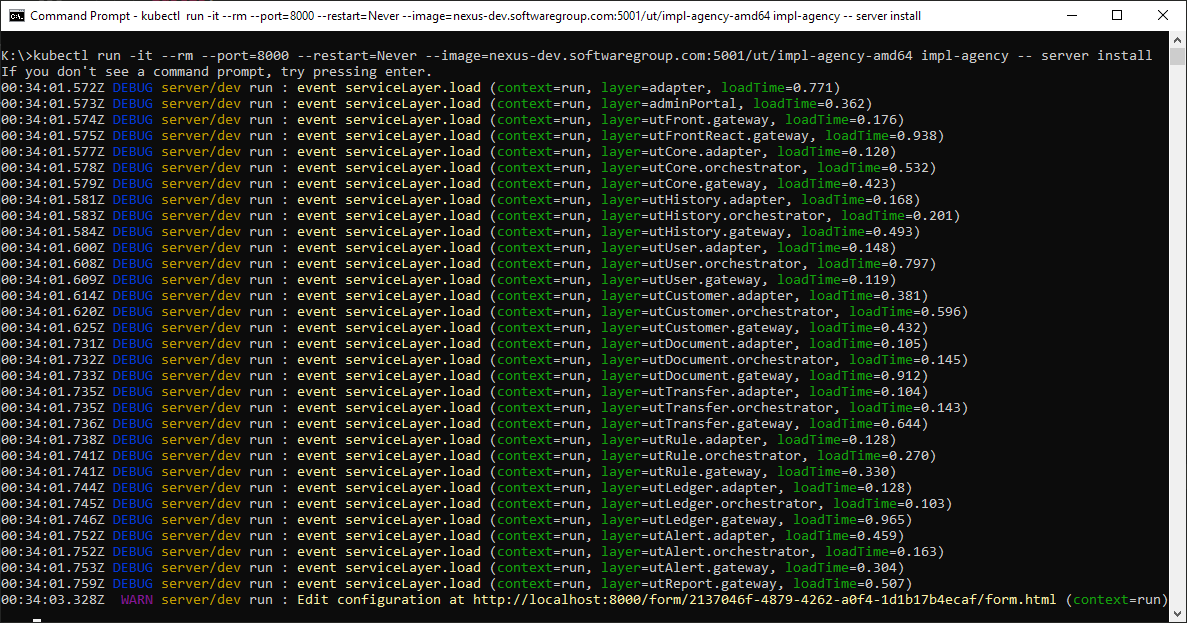 Command Prompt - kubectl run -it --rm --port=8000 --restart=Never --image=nexus-dev.softwaregroup.com:5001/ut/impl-agency-amd64 impl-agency -- server install
K:\>kubectl run -it --rm --port=8000 --restart=Never --image=nexus-dev.softwaregroup.com:5001/ut/impl-agency-amd64 impl-agency -- server install
If you don't see a command prompt, try pressing enter.
00:34:01.572Z DEBUG server/dev run : event serviceLayer.load (context=run, layer=adapter, loadTime=0.771)
00:34:01.573Z DEBUG server/dev run : event serviceLayer.load (context=run, layer=adminPortal, loadTime=0.362)
00:34:01.574Z DEBUG server/dev run : event serviceLayer.load (context=run, layer=utFront.gateway, loadTime=0.176)
00:34:01.575Z DEBUG server/dev run : event serviceLayer.load (context=run, layer=utFrontReact.gateway, loadTime=0.938)
00:34:01.577Z DEBUG server/dev run : event serviceLayer.load (context=run, layer=utCore.adapter, loadTime=0.120)
00:34:01.578Z DEBUG server/dev run : event serviceLayer.load (context=run, layer=utCore.orchestrator, loadTime=0.532)
00:34:01.579Z DEBUG server/dev run : event serviceLayer.load (context=run, layer=utCore.gateway, loadTime=0.423)
00:34:01.581Z DEBUG server/dev run : event serviceLayer.load (context=run, layer=utHistory.adapter, loadTime=0.168)
00:34:01.583Z DEBUG server/dev run : event serviceLayer.load (context=run, layer=utHistory.orchestrator, loadTime=0.201)
00:34:01.584Z DEBUG server/dev run : event serviceLayer.load (context=run, layer=utHistory.gateway, loadTime=0.493)
00:34:01.600Z DEBUG server/dev run : event serviceLayer.load (context=run, layer=utUser.adapter, loadTime=0.148)
00:34:01.608Z DEBUG server/dev run : event serviceLayer.load (context=run, layer=utUser.orchestrator, loadTime=0.797)
00:34:01.609Z DEBUG server/dev run : event serviceLayer.load (context=run, layer=utUser.gateway, loadTime=0.119)
00:34:01.614Z DEBUG server/dev run : event serviceLayer.load (context=run, layer=utCustomer.adapter, loadTime=0.381)
00:34:01.620Z DEBUG server/dev run : event serviceLayer.load (context=run, layer=utCustomer.orchestrator, loadTime=0.596)
00:34:01.625Z DEBUG server/dev run : event serviceLayer.load (context=run, layer=utCustomer.gateway, loadTime=0.432)
00:34:01.731Z DEBUG server/dev run : event serviceLayer.load (context=run, layer=utDocument.adapter, loadTime=0.105)
00:34:01.732Z DEBUG server/dev run : event serviceLayer.load (context=run, layer=utDocument.orchestrator, loadTime=0.145)
00:34:01.733Z DEBUG server/dev run : event serviceLayer.load (context=run, layer=utDocument.gateway, loadTime=0.912)
00:34:01.735Z DEBUG server/dev run : event serviceLayer.load (context=run, layer=utTransfer.adapter, loadTime=0.104)
00:34:01.735Z DEBUG server/dev run : event serviceLayer.load (context=run, layer=utTransfer.orchestrator, loadTime=0.143)
00:34:01.736Z DEBUG server/dev run : event serviceLayer.load (context=run, layer=utTransfer.gateway, loadTime=0.644)
00:34:01.738Z DEBUG server/dev run : event serviceLayer.load (context=run, layer=utRule.adapter, loadTime=0.128)
00:34:01.741Z DEBUG server/dev run : event serviceLayer.load (context=run, layer=utRule.orchestrator, loadTime=0.270)
00:34:01.741Z DEBUG server/dev run : event serviceLayer.load (context=run, layer=utRule.gateway, loadTime=0.330)
00:34:01.744Z DEBUG server/dev run : event serviceLayer.load (context=run, layer=utLedger.adapter, loadTime=0.128)
00:34:01.745Z DEBUG server/dev run : event serviceLayer.load (context=run, layer=utLedger.orchestrator, loadTime=0.103)
00:34:01.746Z DEBUG server/dev run : event serviceLayer.load (context=run, layer=utLedger.gateway, loadTime=0.965)
00:34:01.752Z DEBUG server/dev run : event serviceLayer.load (context=run, layer=utAlert.adapter, loadTime=0.459)
00:34:01.752Z DEBUG server/dev run : event serviceLayer.load (context=run, layer=utAlert.orchestrator, loadTime=0.163)
00:34:01.753Z DEBUG server/dev run : event serviceLayer.load (context=run, layer=utAlert.gateway, loadTime=0.304)
00:34:01.759Z DEBUG server/dev run : event serviceLayer.load (context=run, layer=utReport.gateway, loadTime=0.507)
00:34:03.328Z  WARN server/dev run : Edit configuration at http://localhost:8000/form/2137046f-4879-4262-a0f4-1d1b17b4ecaf/form.html (context=run)